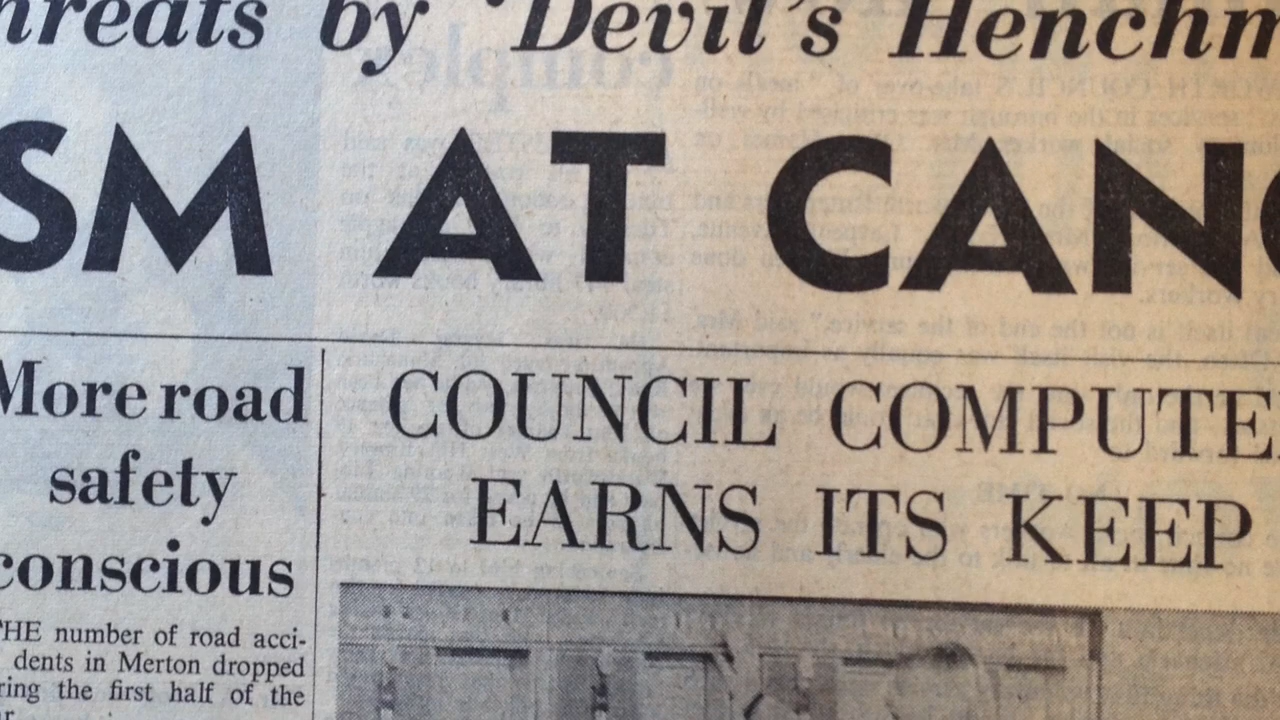 hreats by 'Devil's Henchm
SM AT CANC
More road
safety
conscious
THE number of road acci-
dents in Merton dropped
ring the first half of the
COUNCIL COMPUTE
EARNS ITS KEEP